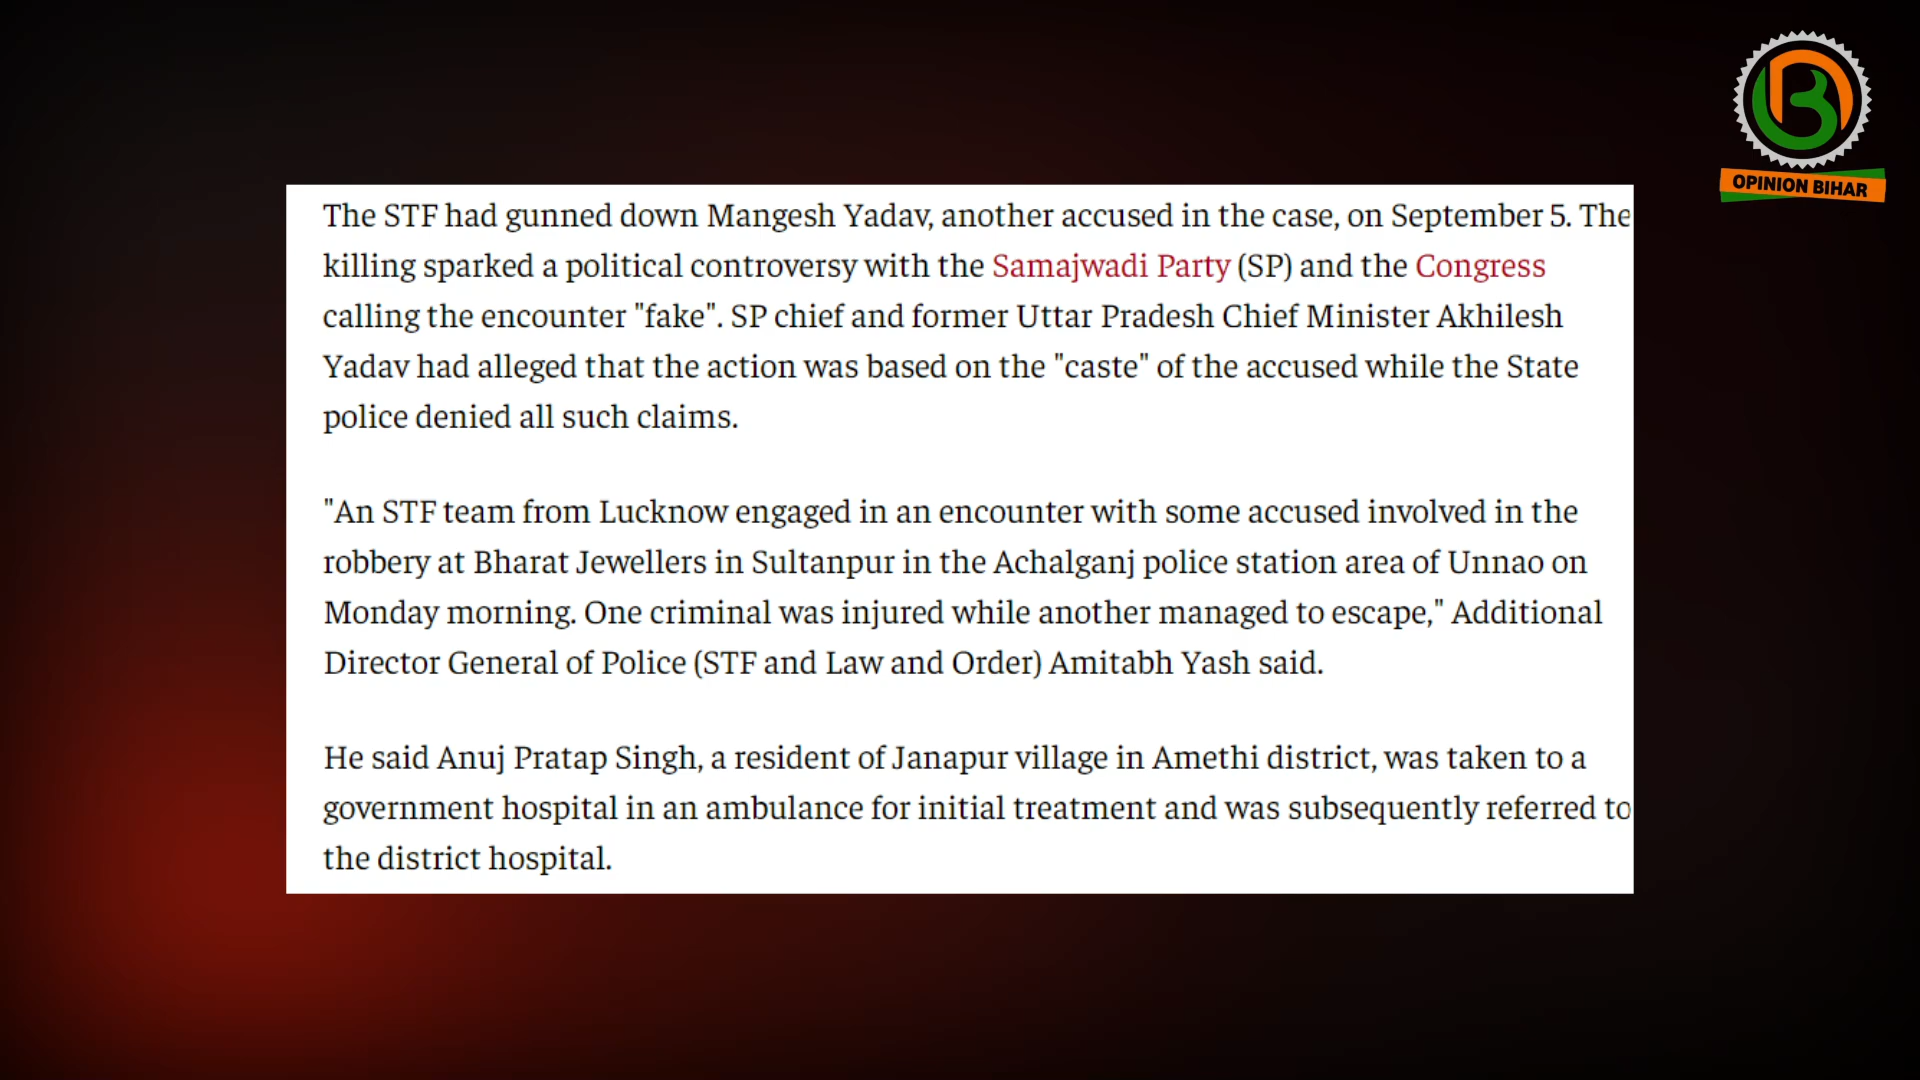 OPINION BIHAR
The STF had gunned down Mangesh Yadav, another accused in the case, on September 5. The
killing sparked a political controversy with the Samajwadi Party (SP) and the Congress
calling the encounter "fake". SP chief and former Uttar Pradesh Chief Minister Akhilesh
Yadav had alleged that the action was based on the "caste" of the accused while the State
police denied all such claims.
"An STF team from Lucknow engaged in an encounter with some accused involved in the
robbery at Bharat Jewellers in Sultanpur in the Achalganj police station area of Unnao on
Monday morning. One criminal was injured while another managed to escape," Additional
Director General of Police (STF and Law and Order) Amitabh Yash said.
He said Anuj Pratap Singh, a resident of Janapur village in Amethi district, was taken to a
government hospital in an ambulance for initial treatment and was subsequently referred to
the district hospital.